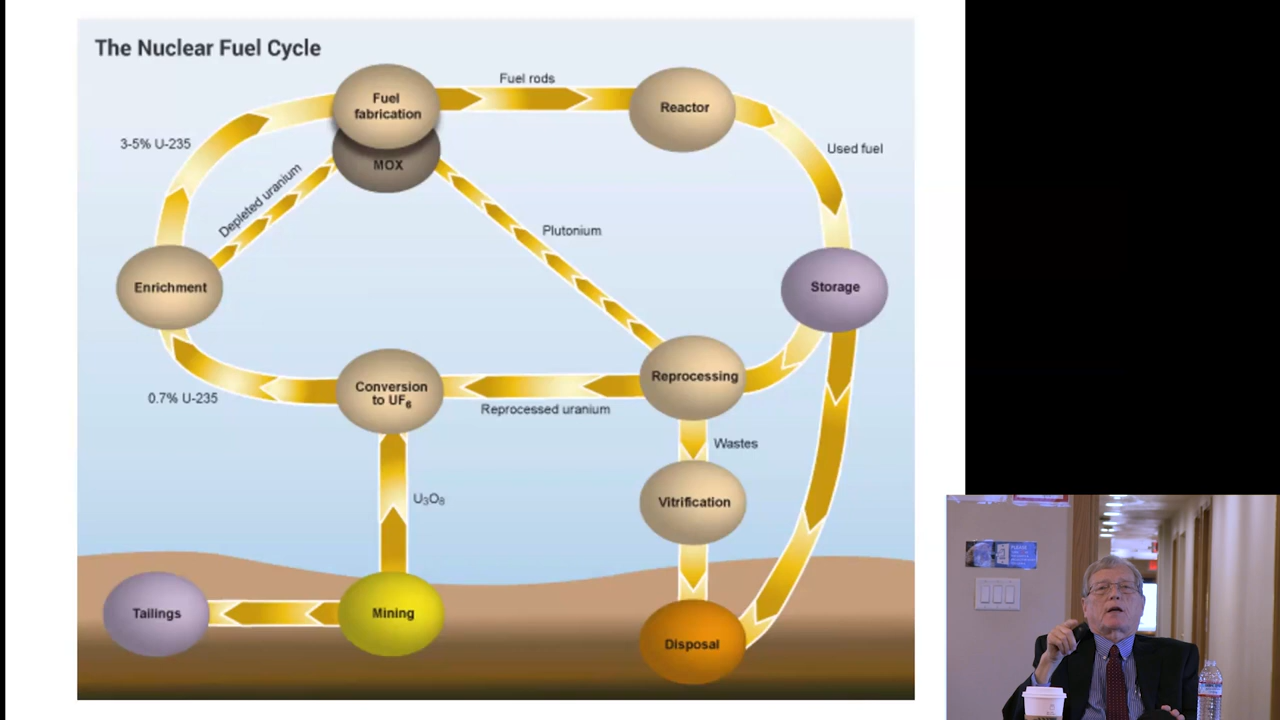 The Nuclear Fuel Cycle
Fuel rods
Fuel
fabrication
Reactor
3-5% U-235
MOX
Used fuel
Depleted uranium
Plutonium
Enrichment
Storage
Conversion
to UF₆
Reprocessing
0.7% U-235
Reprocessed uranium
Wastes
U₃O₈
Vitrification
Tailings
Mining
Disposal